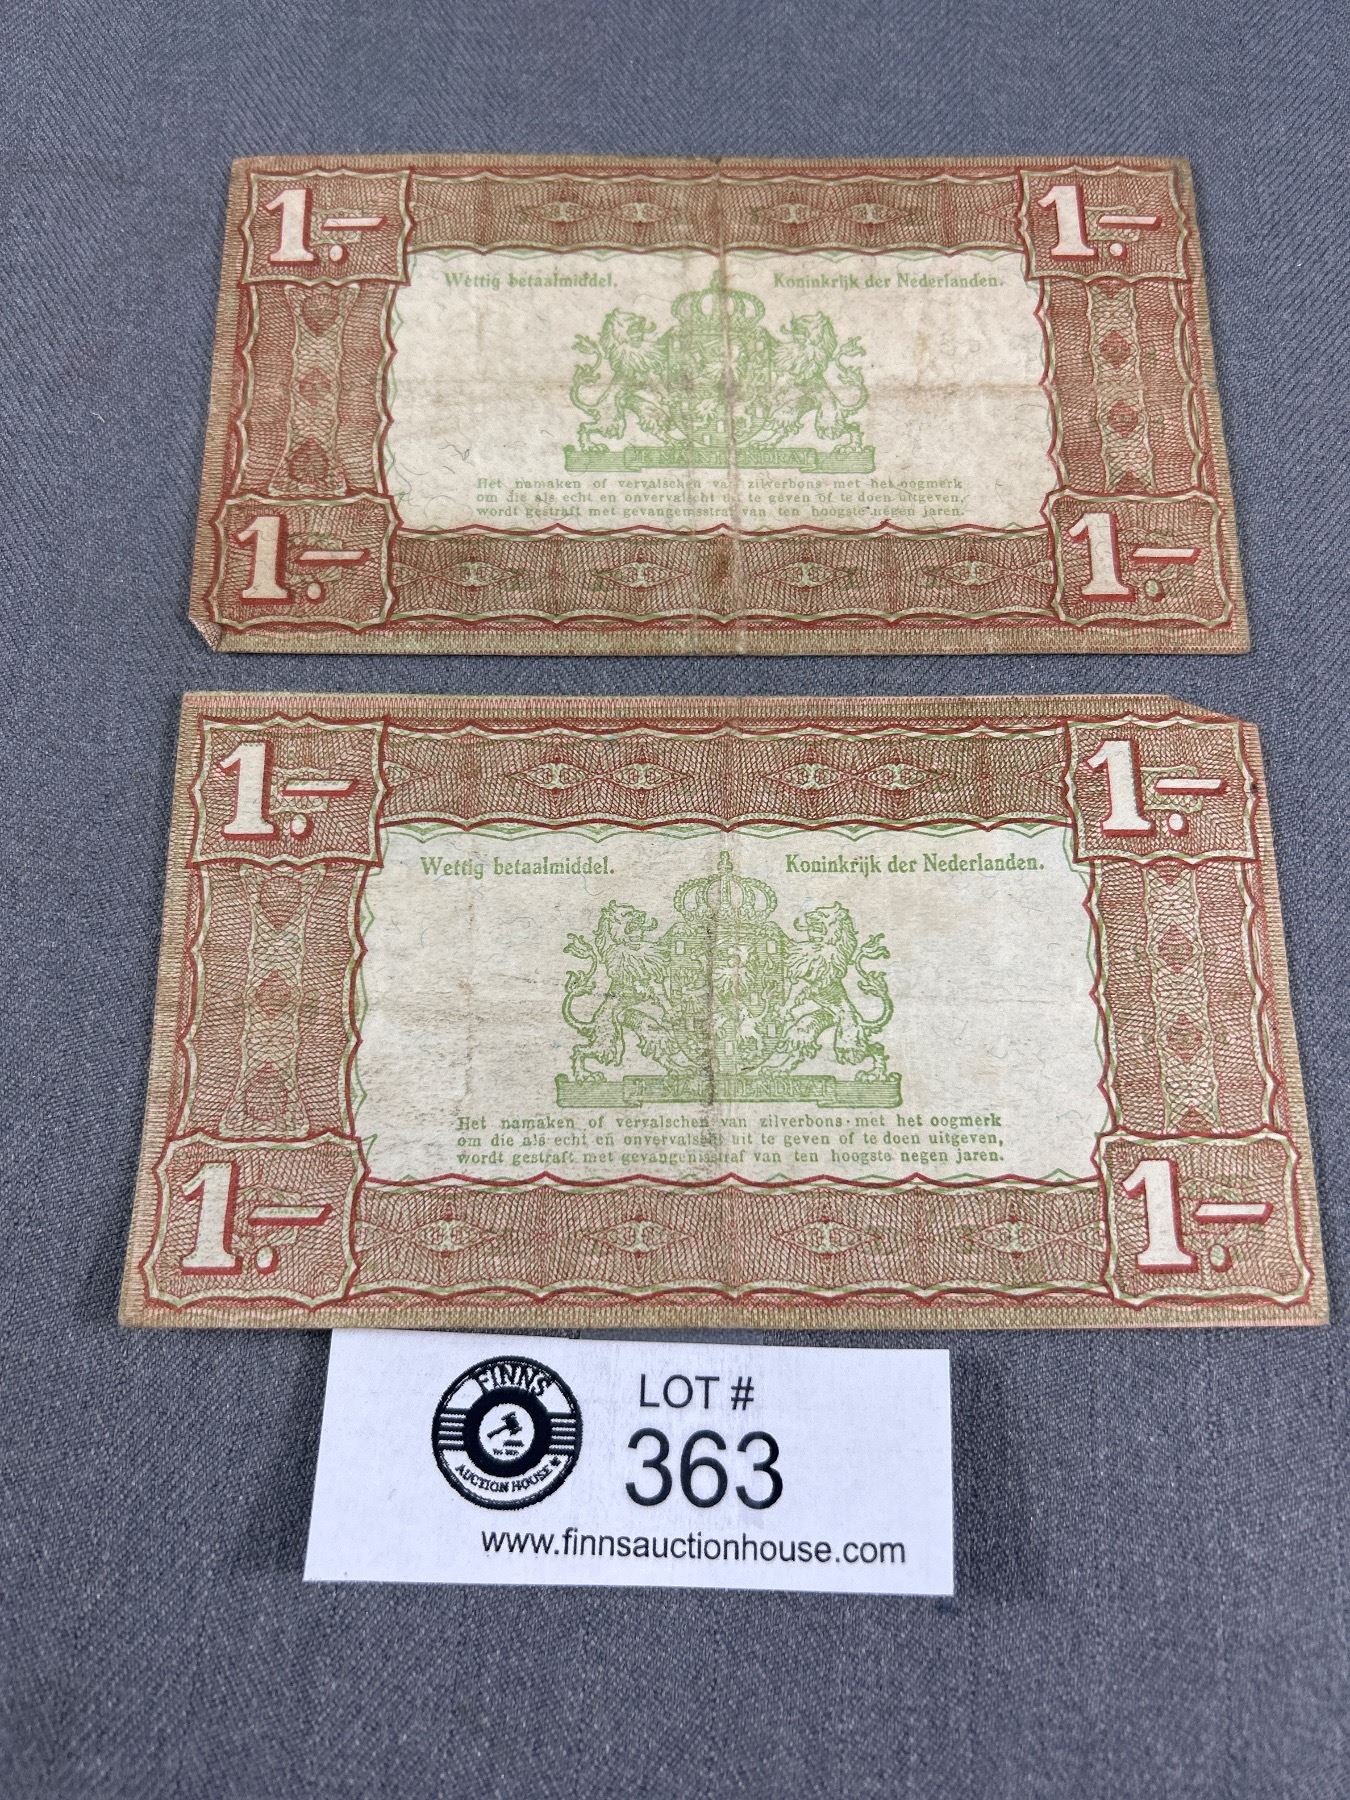 1.- 1.-
Wettig betaalmiddel. Koninkrijk der Nederlanden.
Het namaken of vervalschen van zilverbons met het oogmerk
om die als echt en onvervalscht uit te geven of te doen uitgeven,
wordt gestraft met gevangenisstraf van ten hoogste negen jaren.
1.- 1.-
1.- 1.-
Wettig betaalmiddel. Koninkrijk der Nederlanden.
Het namaken of vervalschen van zilverbons met het oogmerk
om die als echt en onvervalscht uit te geven of te doen uitgeven,
wordt gestraft met gevangenisstraf van ten hoogste negen jaren.
1.- 1.-
FINNS
AUCTION HOUSE
LOT #
363
www.finnsauctionhouse.com